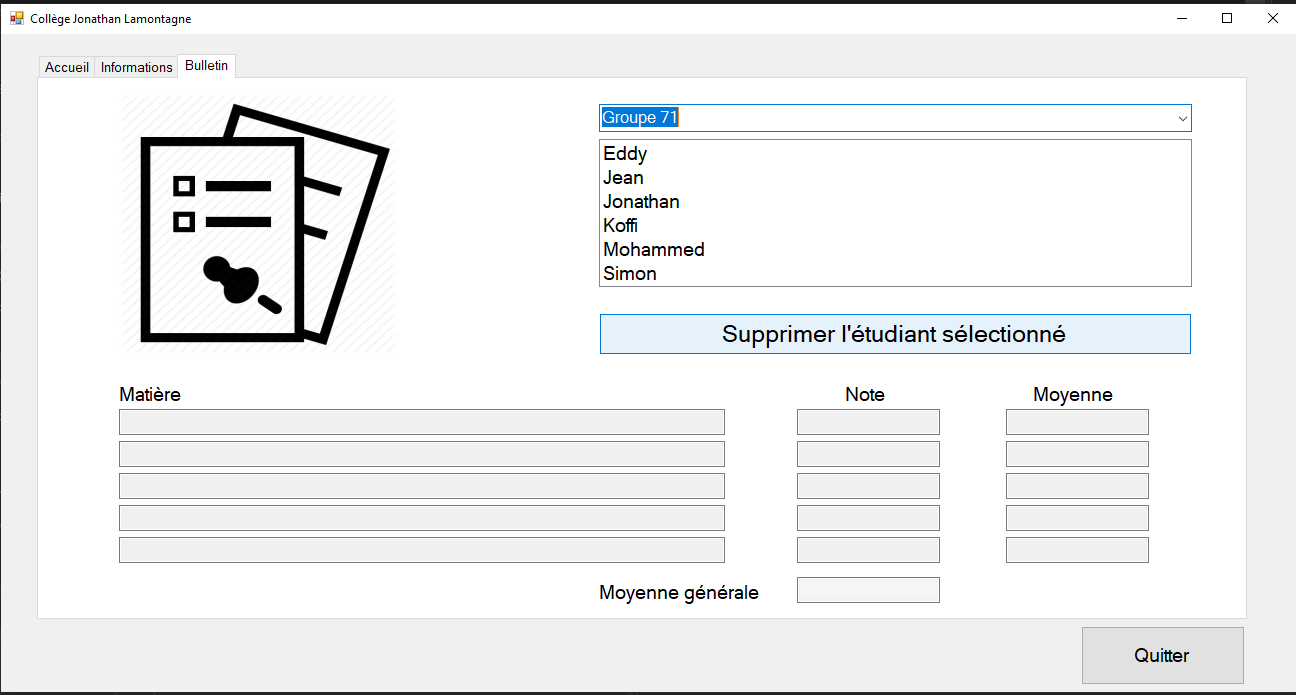 Collège Jonathan Lamontagne
Accueil Informations Bulletin
Groupe 71
Eddy
Jean
Jonathan
Koffi
Mohammed
Simon
Supprimer l'étudiant sélectionné
Matière Note Moyenne
Moyenne générale
Quitter